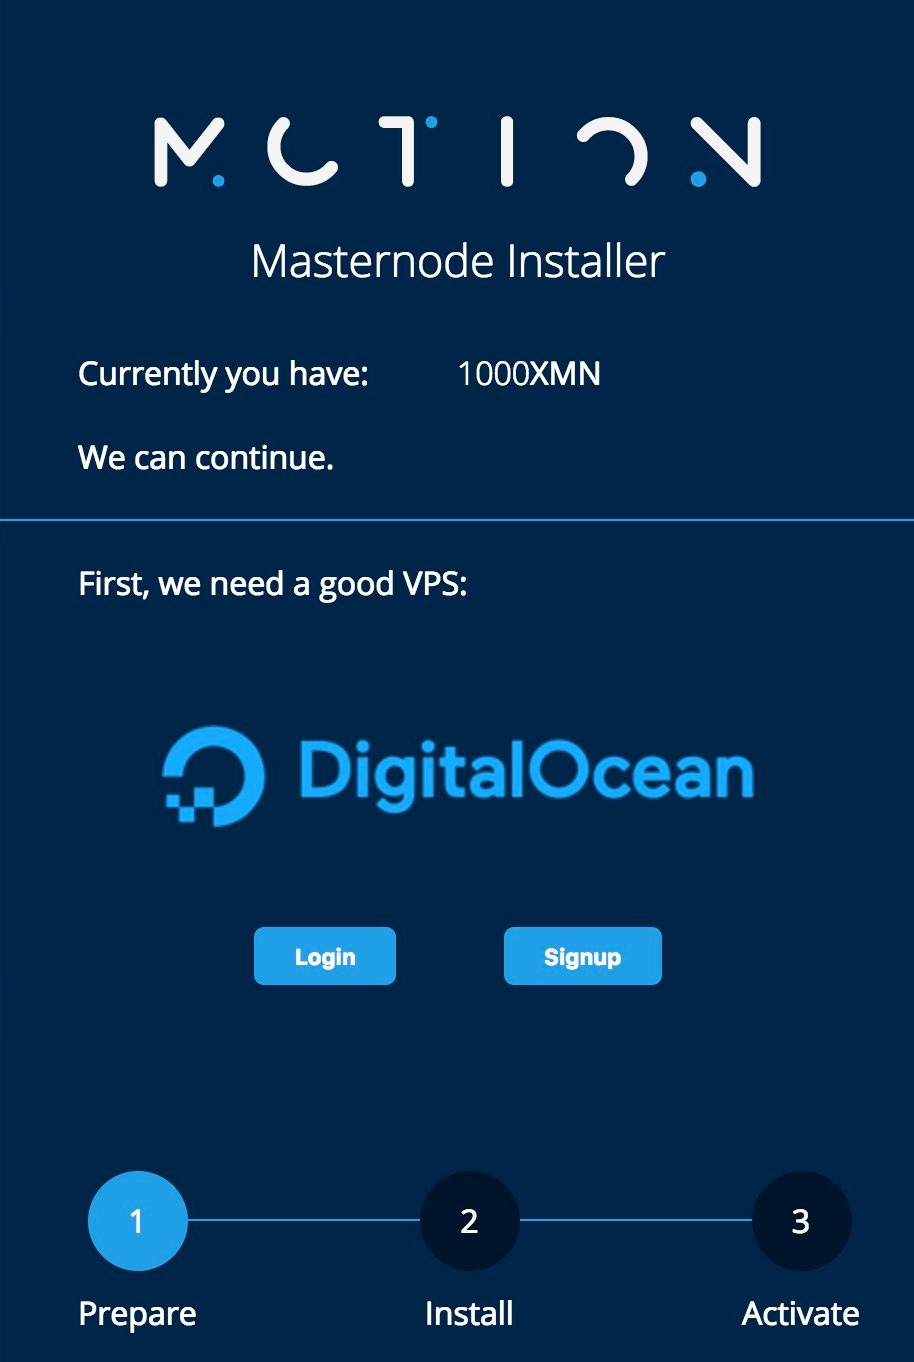 MOTION
Masternode Installer
Currently you have: 1000XMN
We can continue.
First, we need a good VPS:
DigitalOcean
Login Signup
1 2 3
Prepare Install Activate